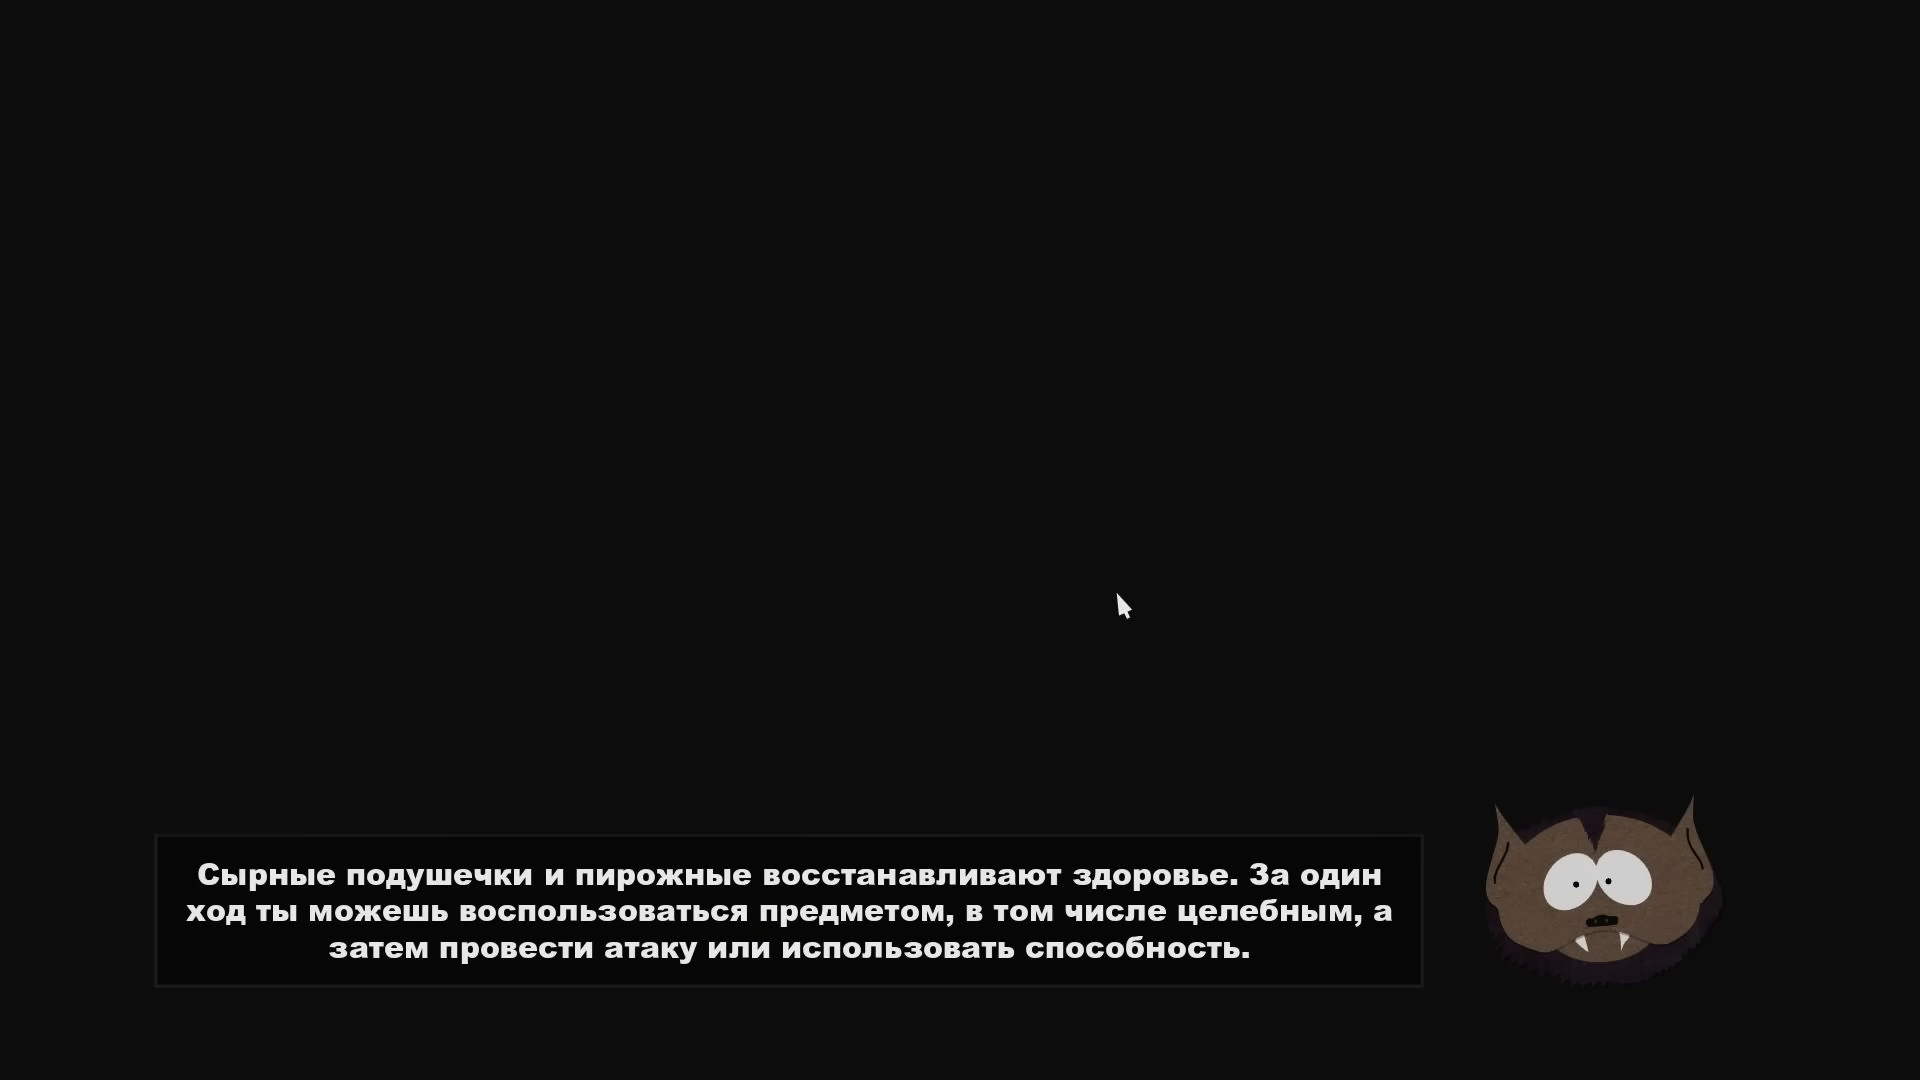 Сырные подушечки и пирожные восстанавливают здоровье. За один
ход ты можешь воспользоваться предметом, в том числе целебным, а
затем провести атаку или использовать способность.